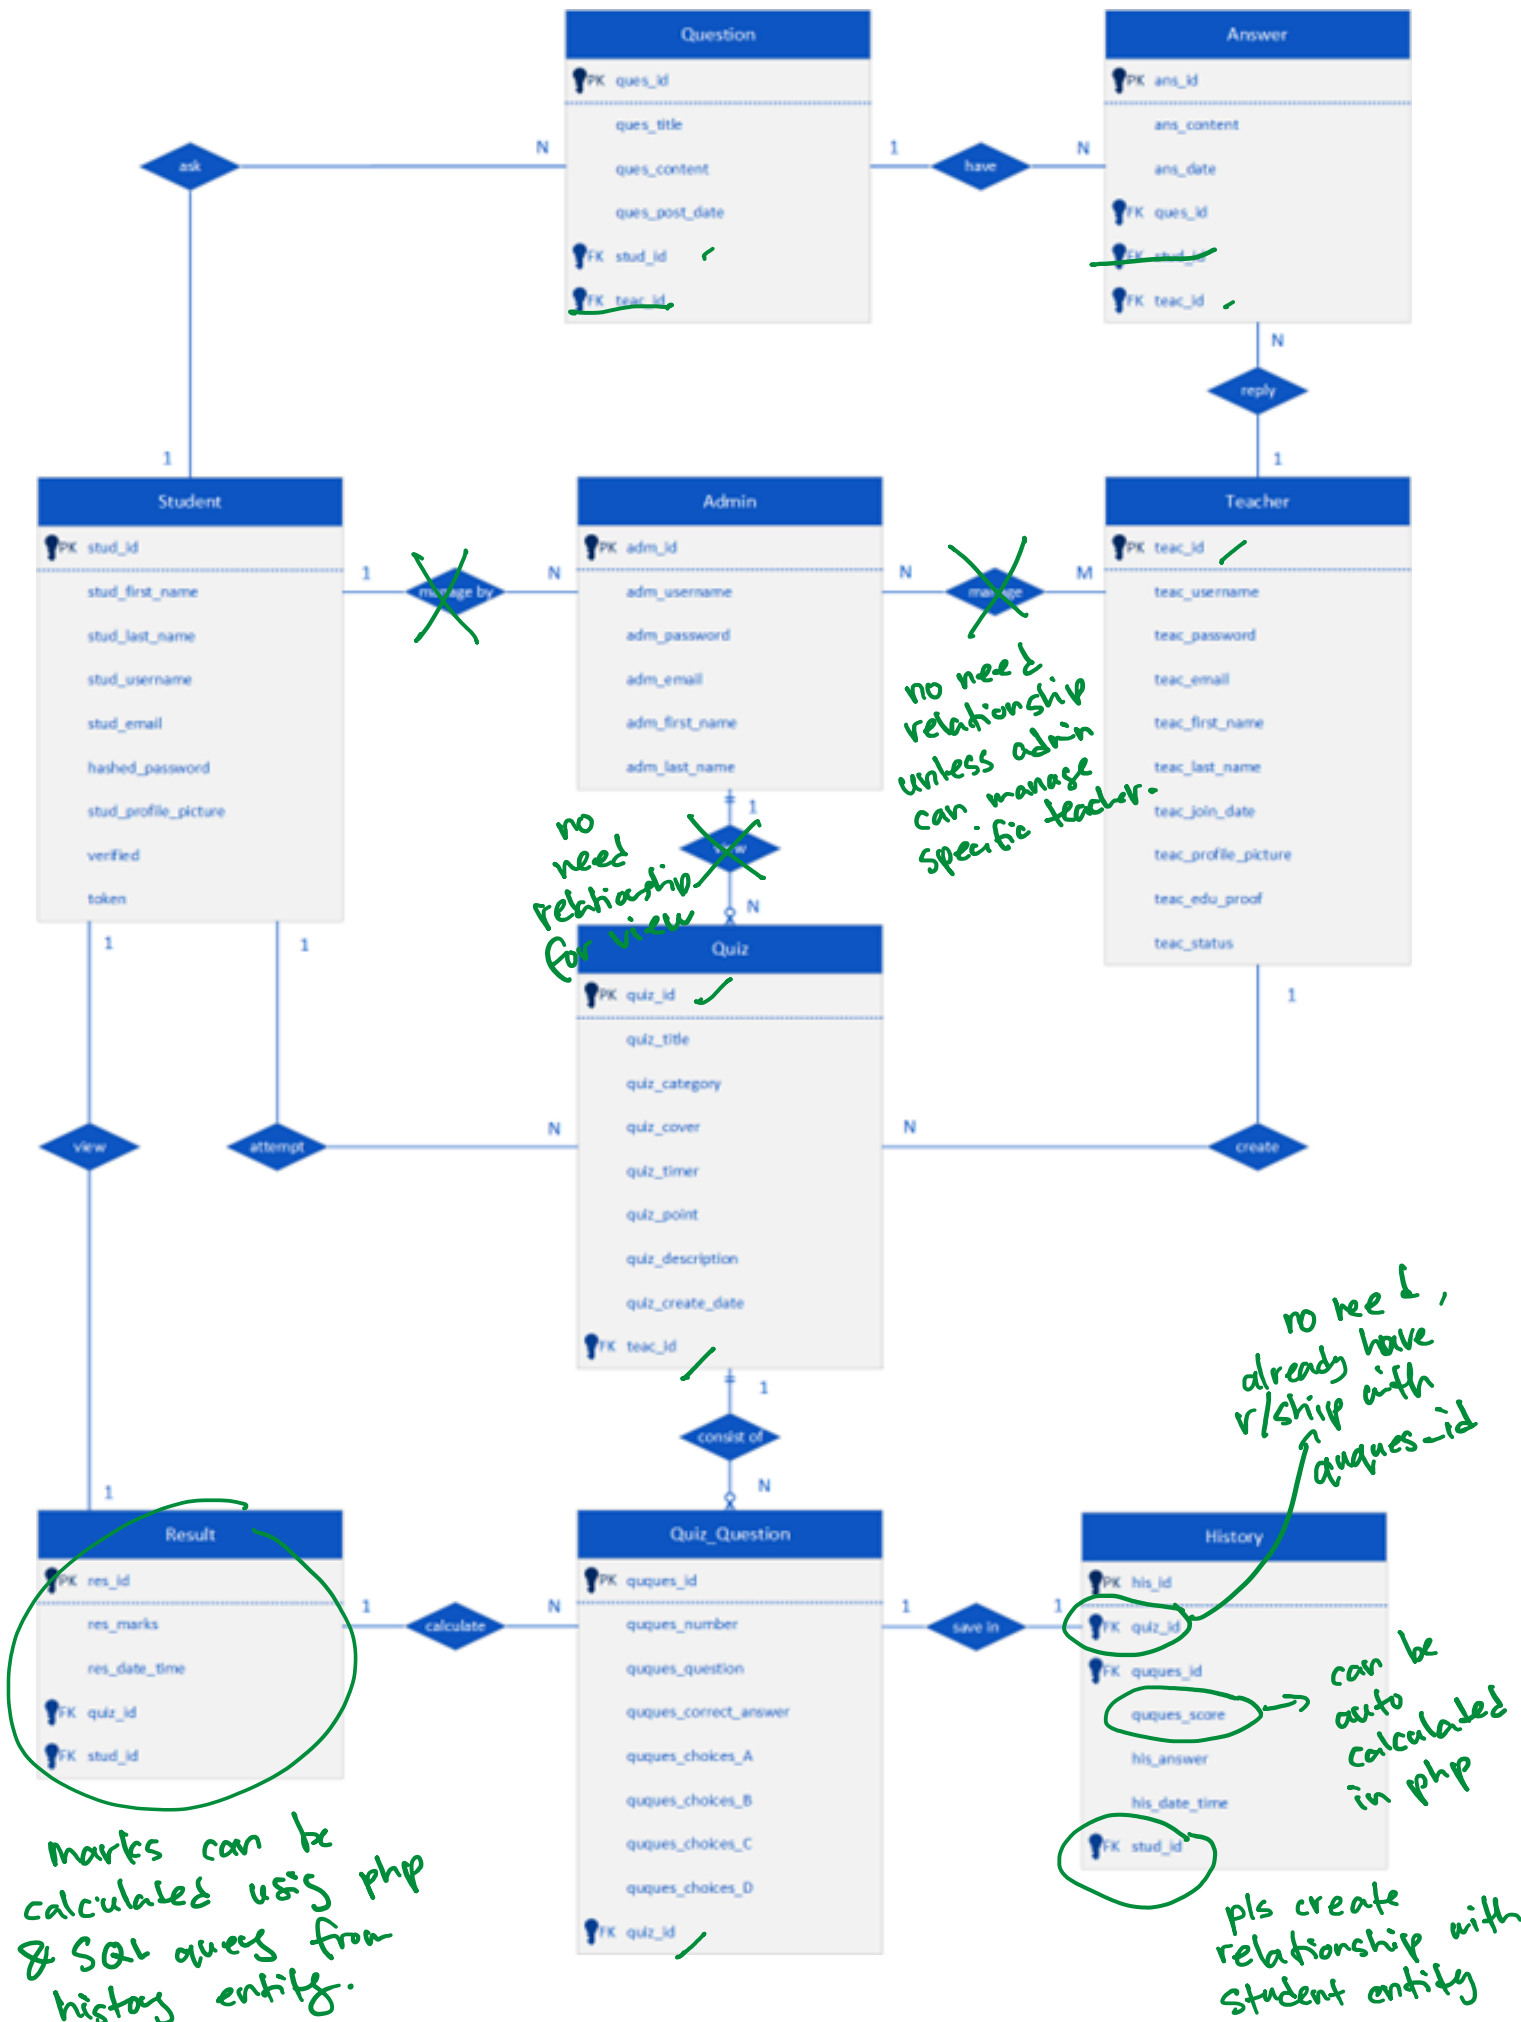 Question
PK ques_id
ques_title
ques_content
ques_post_date
FK stud_id
FK teac_id
Answer
PK ans_id
ans_content
ans_date
FK ques_id
FK stud_id
FK teac_id
ask
N
1
have
N
N
reply
1
1
Student
PK stud_id
stud_first_name
stud_last_name
stud_username
stud_email
hashed_password
stud_profile_picture
verified
token
1
manage by
N
Admin
PK adm_id
adm_username
adm_password
adm_email
adm_first_name
adm_last_name
N
manage
M
Teacher
PK teac_id
teac_username
teac_password
teac_email
teac_first_name
teac_last_name
teac_join_date
teac_profile_picture
teac_edu_proof
teac_status
no need
relationship
unless admin
can manage
specific teacher.
1
view
N
no
need
relationship
for view
1
1
1
Quiz
PK quiz_id
quiz_title
quiz_category
quiz_cover
quiz_timer
quiz_point
quiz_description
quiz_create_date
FK teac_id
view
attempt
N
N
create
1
consist of
N
1
no need,
already have
r/ship with
quques_id
Result
PK res_id
res_marks
res_date_time
FK quiz_id
FK stud_id
1
calculate
N
Quiz_Question
PK quques_id
quques_number
quques_question
quques_correct_answer
quques_choices_A
quques_choices_B
quques_choices_C
quques_choices_D
FK quiz_id
1
save in
1
History
PK his_id
FK quiz_id
FK quques_id
quques_score
his_answer
his_date_time
FK stud_id
can be
auto
calculated
in php
marks can be
calculated using php
& SQL query from
history entity.
pls create
relationship with
student entity